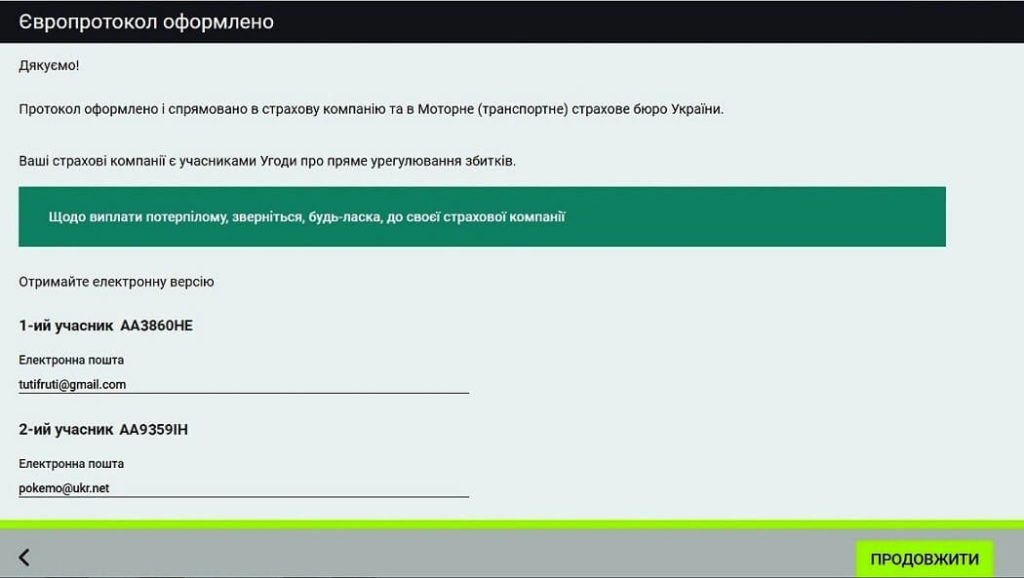 Європротокол оформлено
Дякуємо!
Протокол оформлено і спрямовано в страхову компанію та в Моторне (транспортне) страхове бюро України.
Ваші страхові компанії є учасниками Угоди про пряме урегулювання збитків.
Щодо виплати потерпілому, зверніться, будь-ласка, до своєї страхової компанії
Отримайте електронну версію
1-ий учасник АА3860НЕ
Електронна пошта
tutifruti@gmail.com
2-ий учасник АА9359ІН
Електронна пошта
pokemo@ukr.net
ПРОДОВЖИТИ